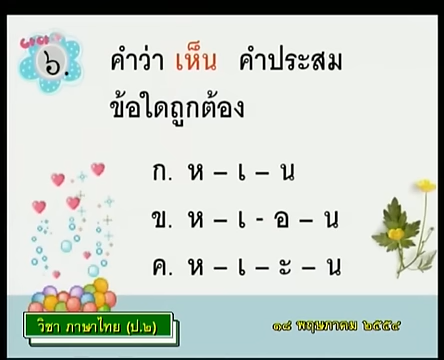 ๖.
คำว่า เห็น คำประสม
ข้อใดถูกต้อง
ก. ห – เ – น
ข. ห – เ - อ – น
ค. ห – เ – ะ – น
วิชา ภาษาไทย (ป.๒)
๑๘ พฤษภาคม ๒๕๕๔